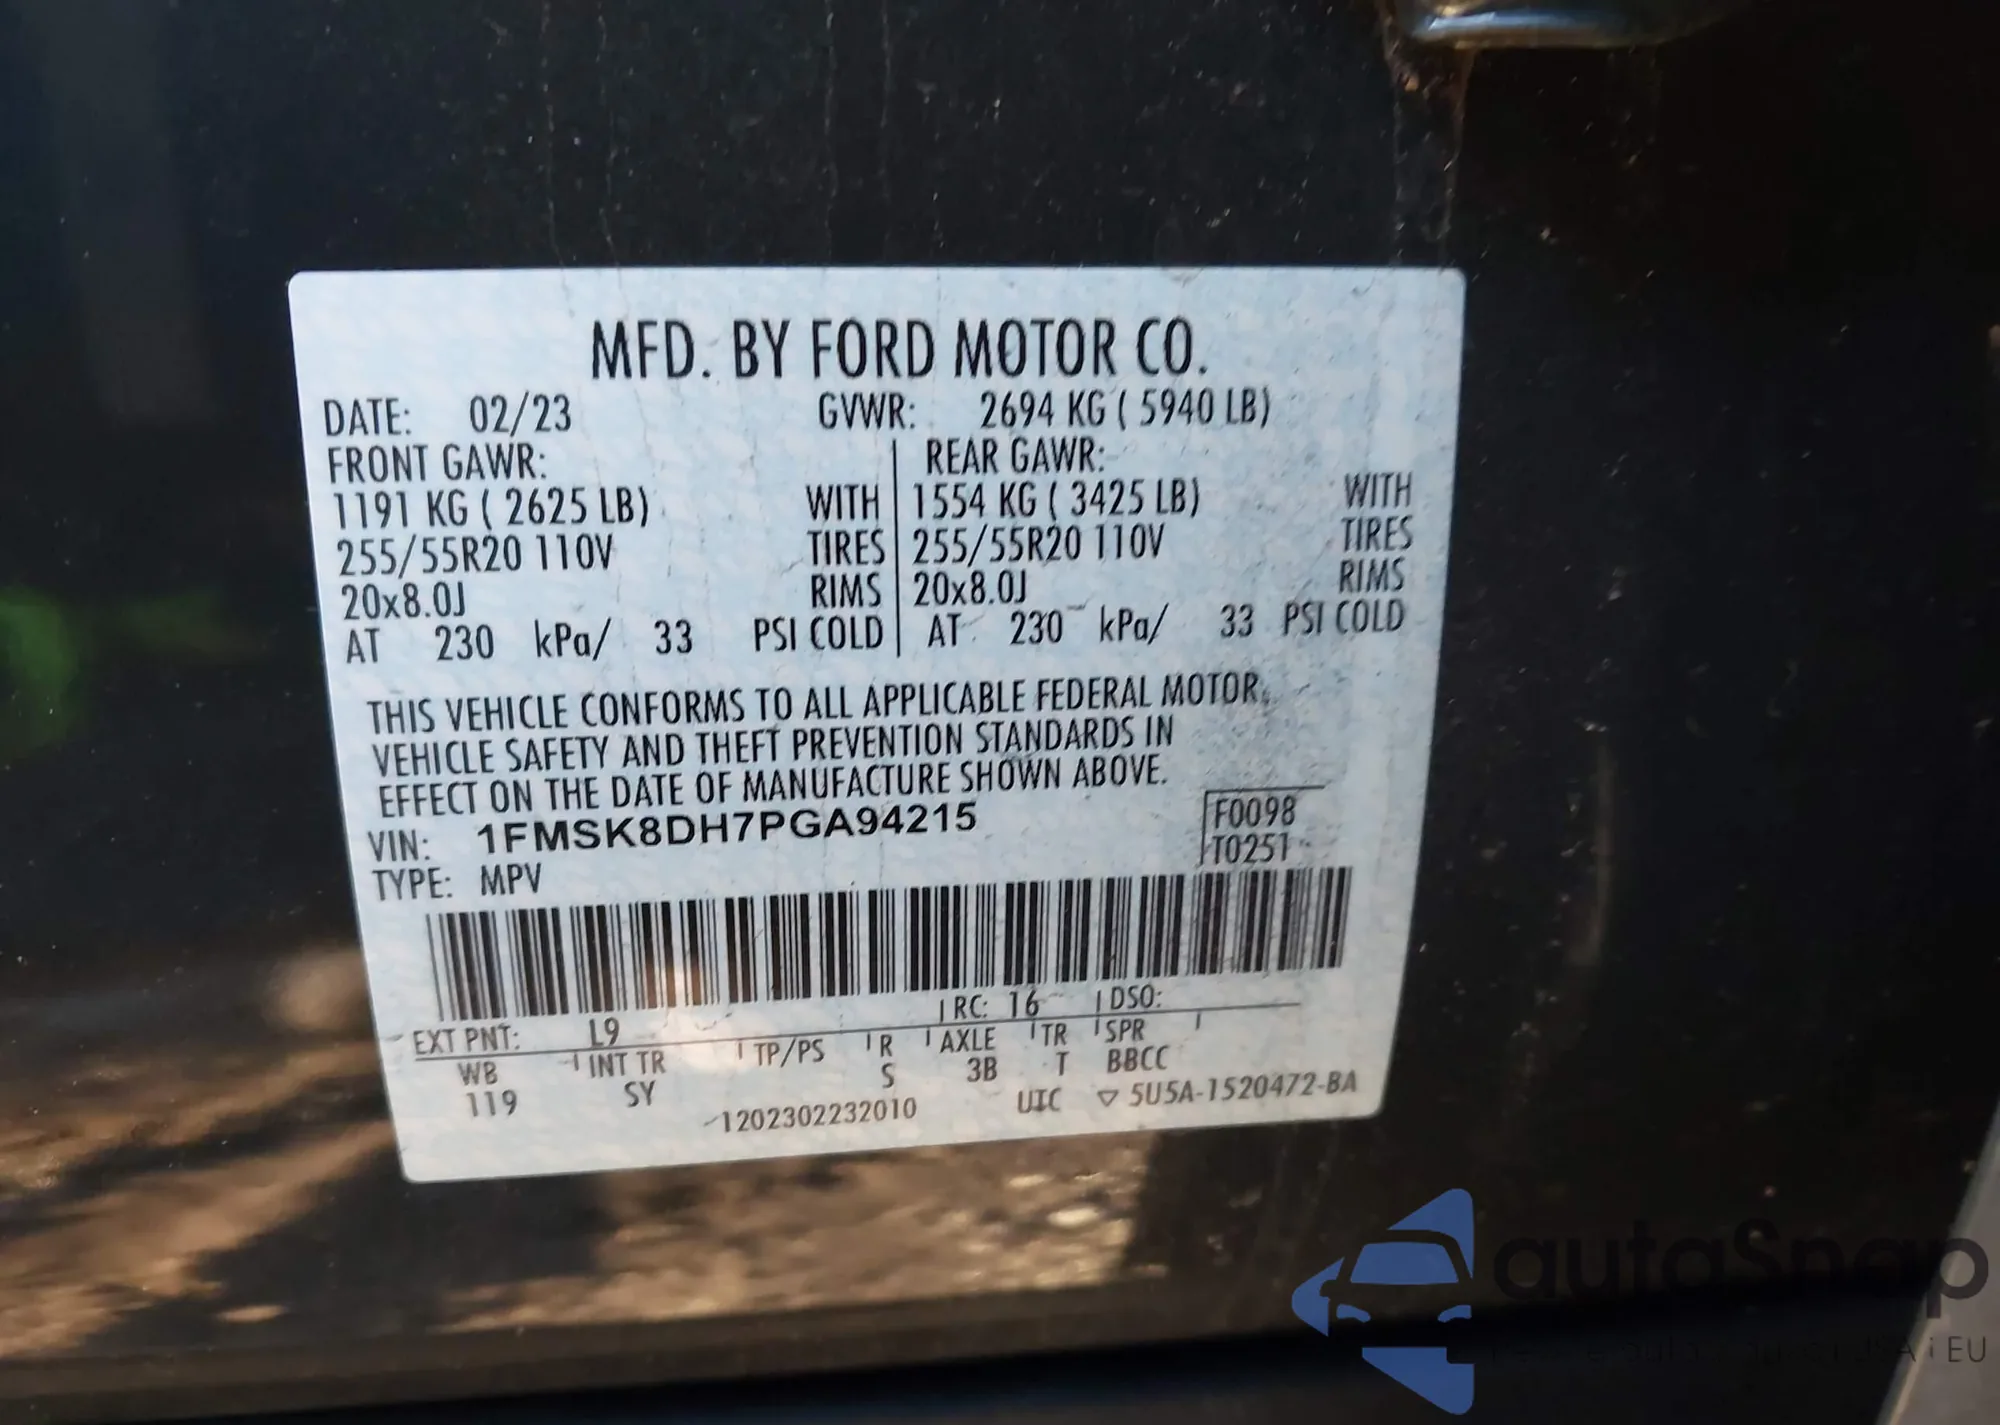 MFD. BY FORD MOTOR CO.
DATE: 02/23 GVWR: 2694 KG ( 5940 LB)
FRONT GAWR: REAR GAWR:
1191 KG ( 2625 LB) WITH 1554 KG ( 3425 LB) WITH
255/55R20 110V TIRES 255/55R20 110V TIRES
20x8.0J RIMS 20x8.0J RIMS
AT 230 kPa/ 33 PSI COLD AT 230 kPa/ 33 PSI COLD
THIS VEHICLE CONFORMS TO ALL APPLICABLE FEDERAL MOTOR
VEHICLE SAFETY AND THEFT PREVENTION STANDARDS IN
EFFECT ON THE DATE OF MANUFACTURE SHOWN ABOVE.
VIN: 1FMSK8DH7PGA94215 F0098
TYPE: MPV T0251
EXT PNT: L9 RC: 16 DSO:
WB INT TR TP/PS R AXLE TR SPR
119 SY S 3B T BBCC
1202302232010 UIC ▽ 5U5A-1520472-BA
autaSnap
USA i EU